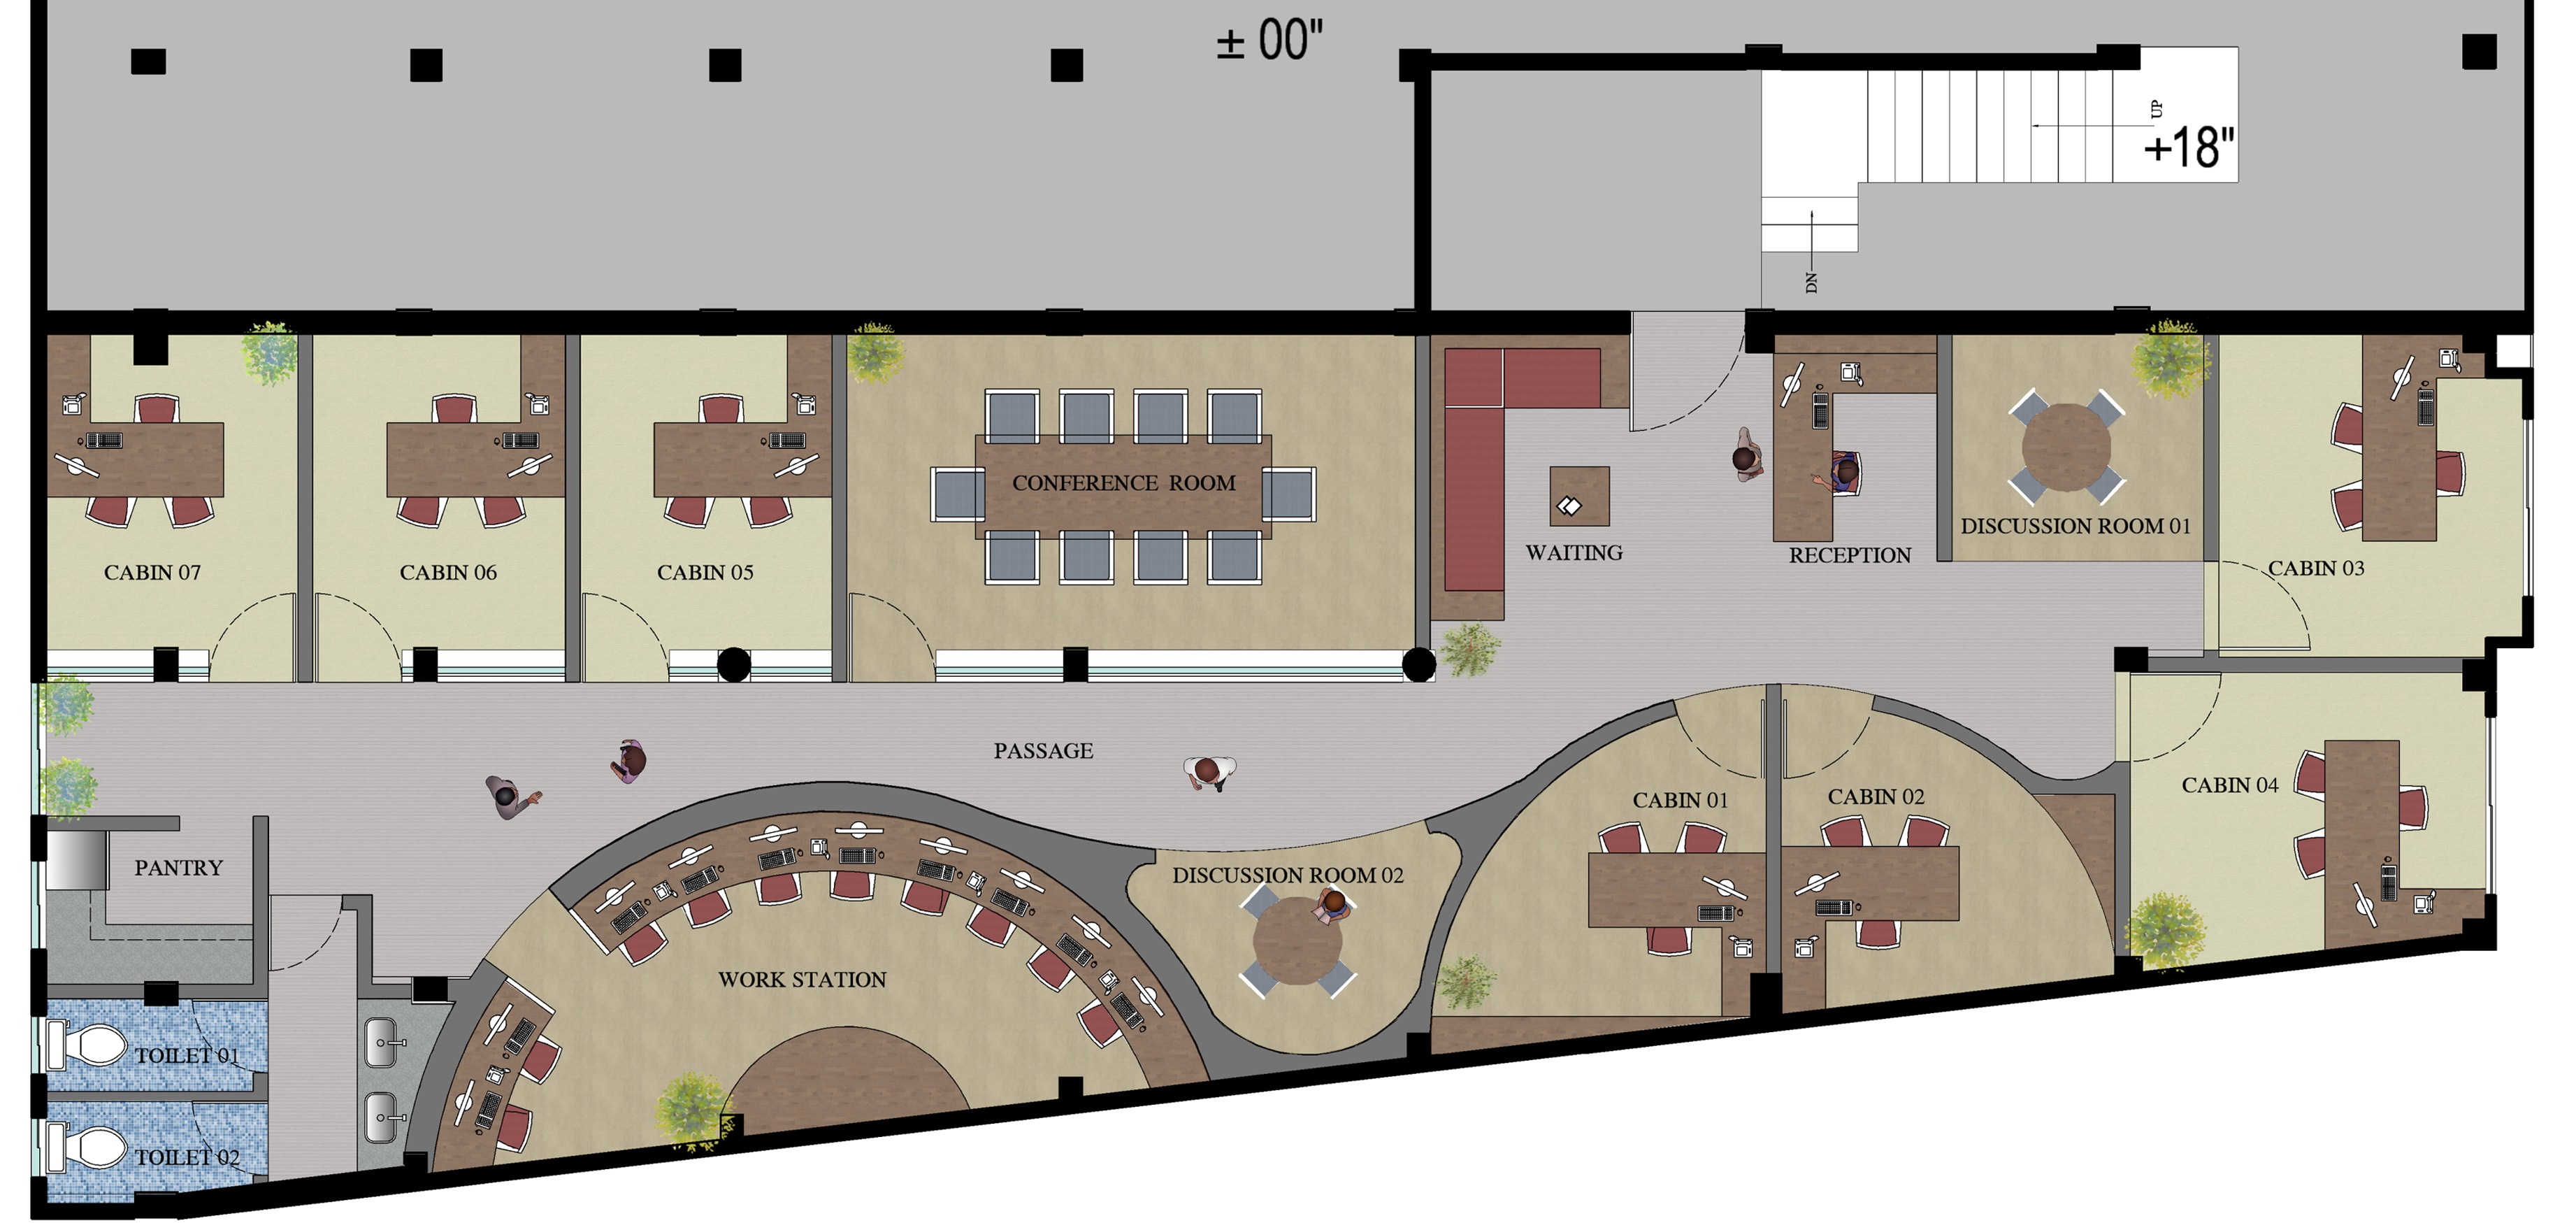 ± 00"
UP
+18"
DN
CONFERENCE ROOM
DISCUSSION ROOM 01
WAITING
RECEPTION
CABIN 07
CABIN 06
CABIN 05
CABIN 03
PASSAGE
CABIN 04
CABIN 01
CABIN 02
PANTRY
DISCUSSION ROOM 02
WORK STATION
TOILET 01
TOILET 02